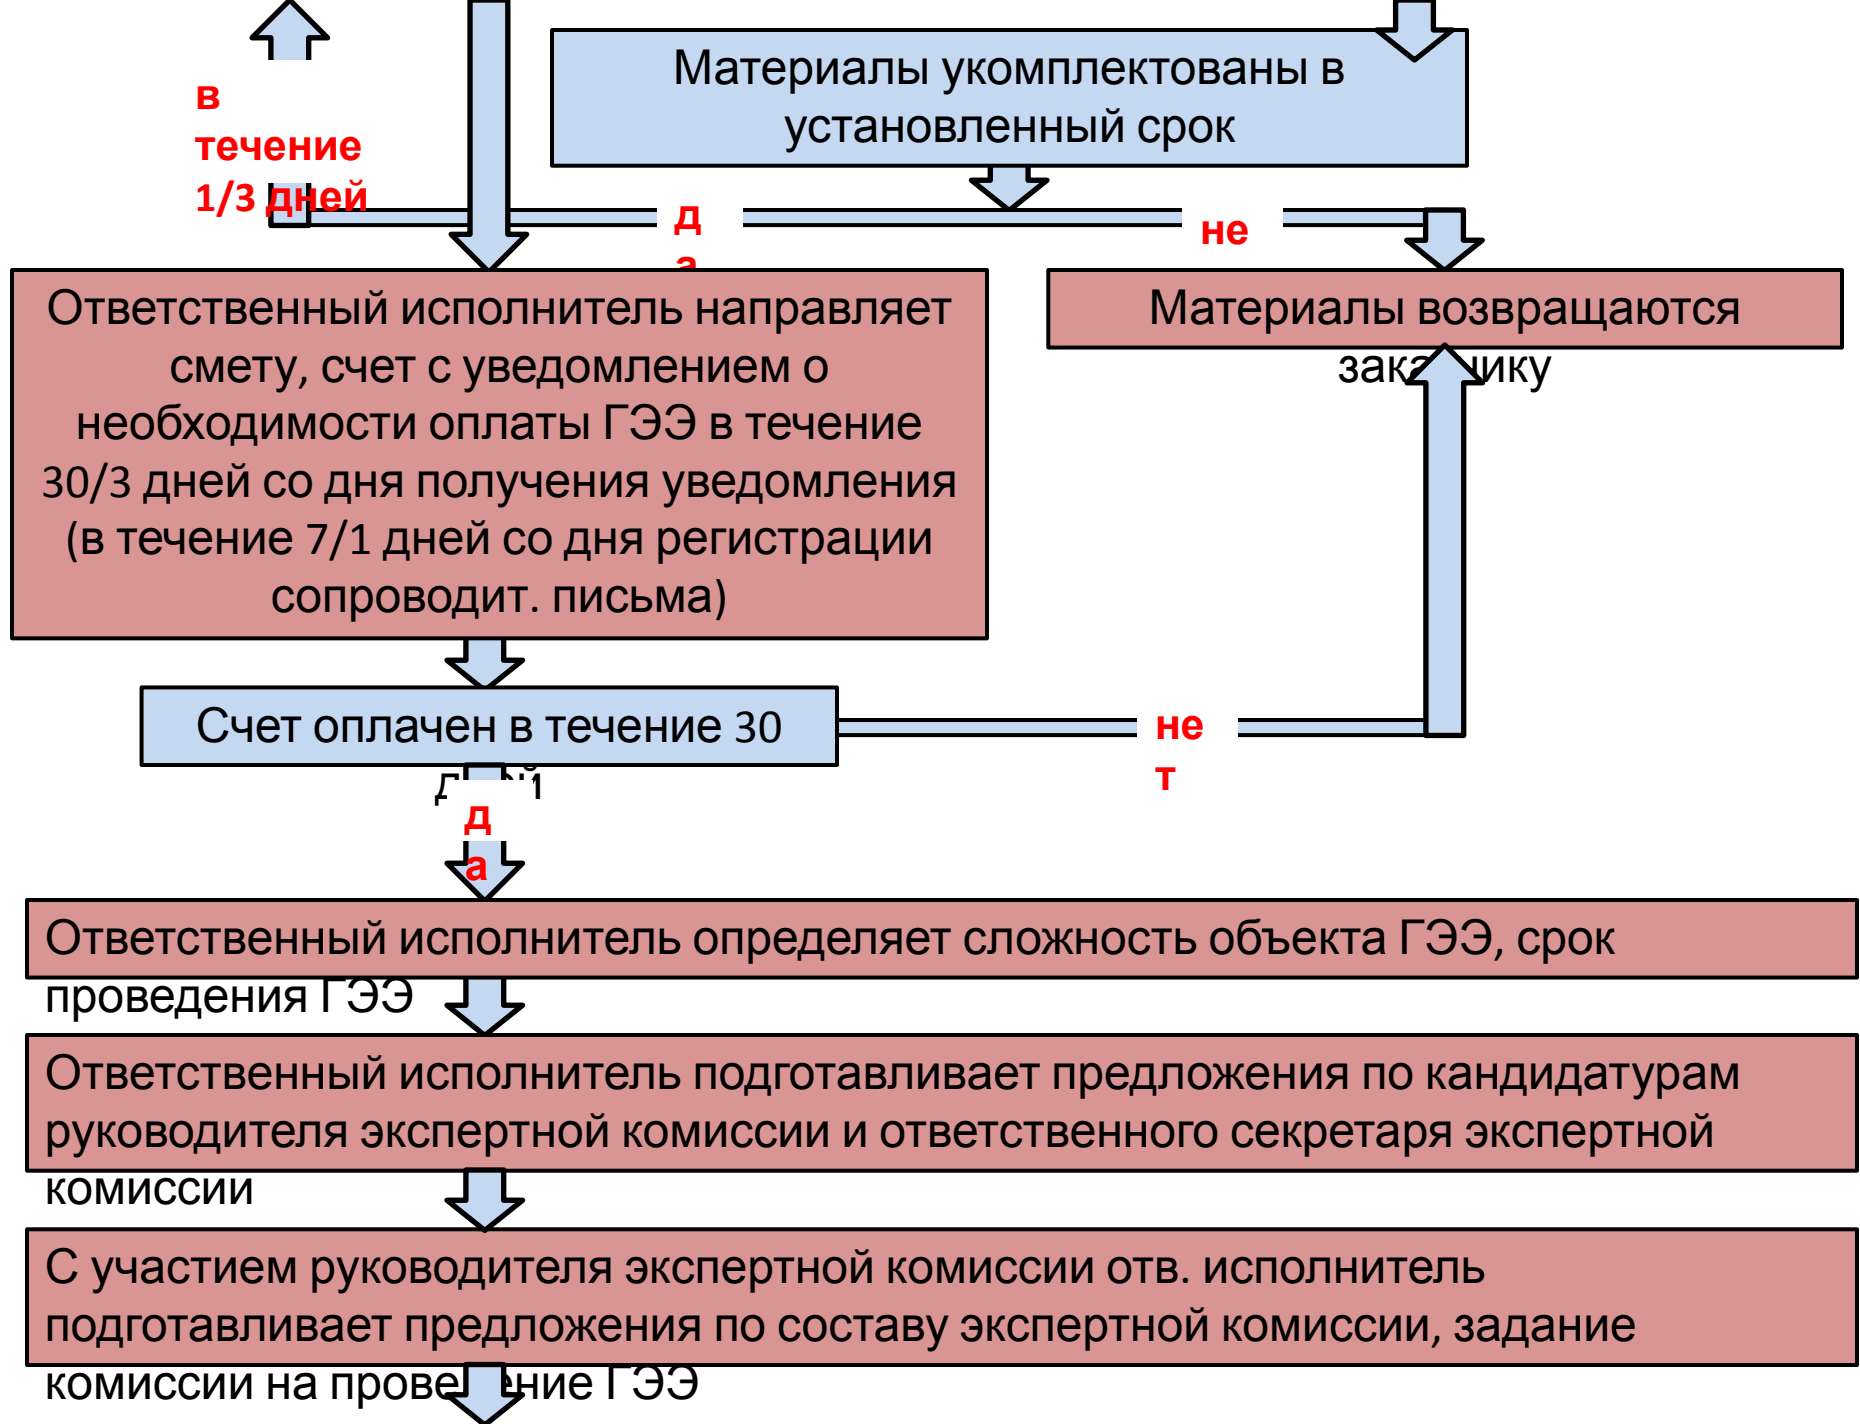 Материалы укомплектованы в
установленный срок
в
течение
1/3 дней
д
а
не
Ответственный исполнитель направляет
смету, счет с уведомлением о
необходимости оплаты ГЭЭ в течение
30/3 дней со дня получения уведомления
(в течение 7/1 дней со дня регистрации
сопроводит. письма)
Материалы возвращаются
заказчику
Счет оплачен в течение 30
дней
не
т
д
а
Ответственный исполнитель определяет сложность объекта ГЭЭ, срок
проведения ГЭЭ
Ответственный исполнитель подготавливает предложения по кандидатурам
руководителя экспертной комиссии и ответственного секретаря экспертной
комиссии
С участием руководителя экспертной комиссии отв. исполнитель
подготавливает предложения по составу экспертной комиссии, задание
комиссии на проведение ГЭЭ